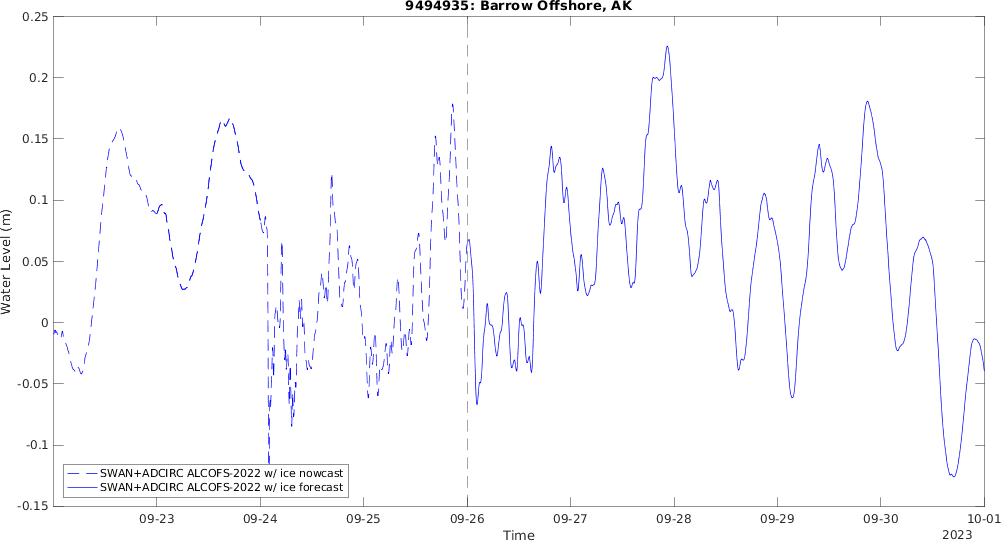 9494935: Barrow Offshore, AK
Water Level (m)
0.25
0.2
0.15
0.1
0.05
0
-0.05
-0.1
-0.15
SWAN+ADCIRC ALCOFS-2022 w/ ice nowcast
SWAN+ADCIRC ALCOFS-2022 w/ ice forecast
09-23 09-24 09-25 09-26 09-27 09-28 09-29 09-30 10-01
Time
2023